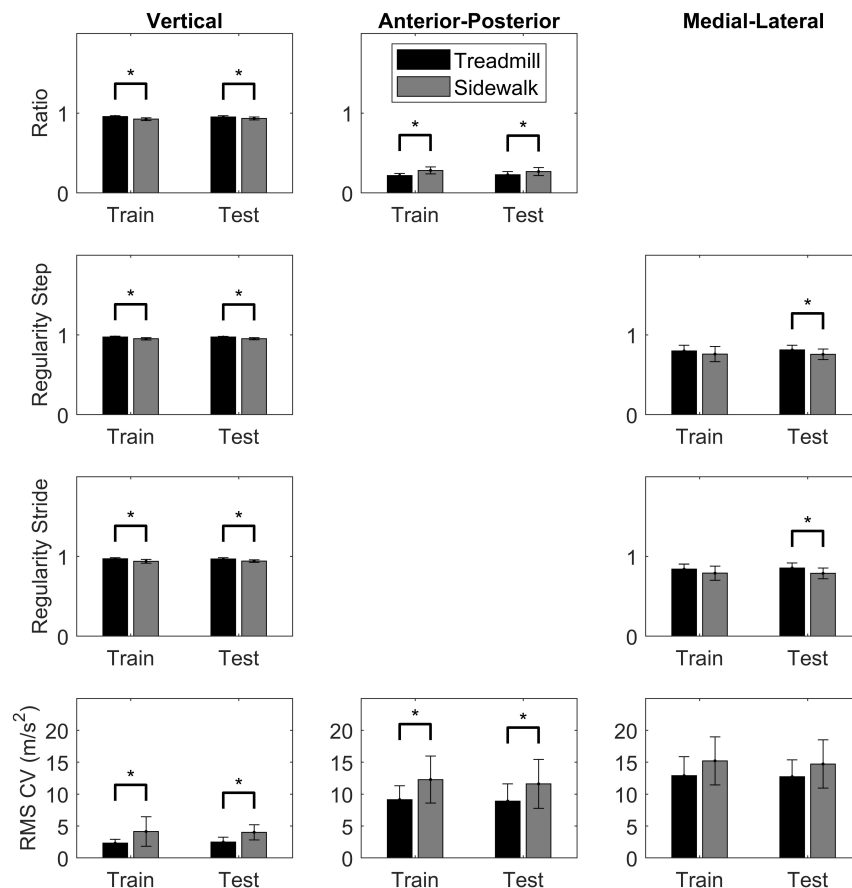 Vertical Anterior-Posterior Medial-Lateral
Treadmill
Sidewalk
Ratio
1
0
* *
Train Test
1
0
* *
Train Test
Regularity Step
1
0
* *
Train Test
1
0
*
Train Test
Regularity Stride
1
0
* *
Train Test
1
0
*
Train Test
RMS CV (m/s²)
20
15
10
5
0
* *
Train Test
20
15
10
5
0
* *
Train Test
20
15
10
5
0
Train Test